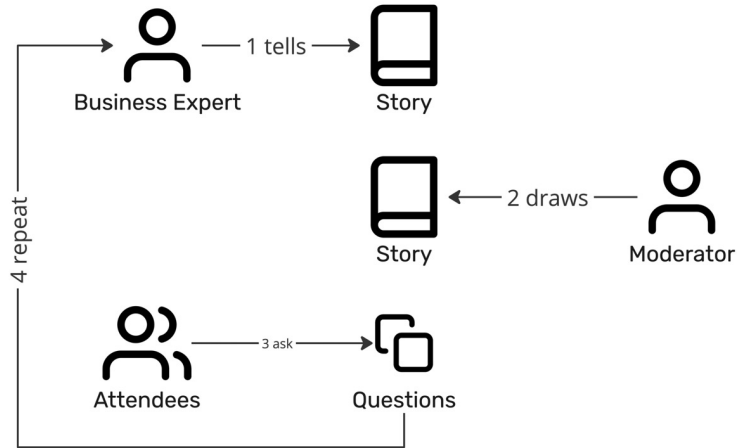 1 tells
Business Expert
Story
2 draws
Story
Moderator
4 repeat
3 ask
Attendees
Questions